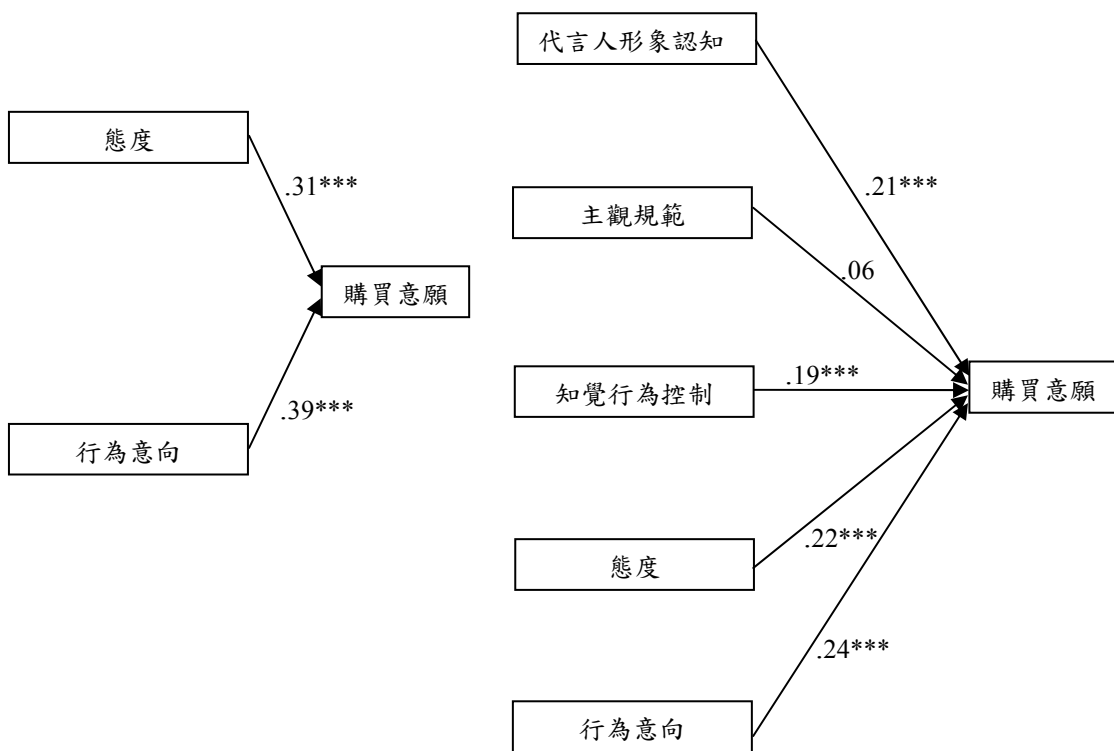 態度
.31***
購買意願
.39***
行為意向
代言人形象認知
.21***
主觀規範
.06
知覺行為控制
.19***
購買意願
態度
.22***
.24***
行為意向